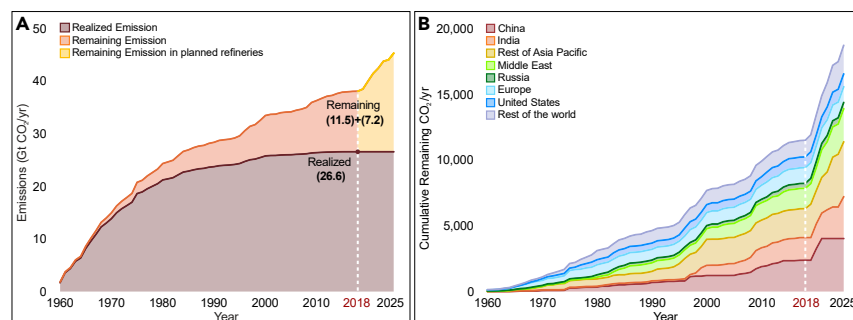 A
Emissions (Gt CO₂/yr)
50
40
30
20
10
0
Realized Emission
Remaining Emission
Remaining Emission in planned refineries
Remaining
(11.5)+(7.2)
Realized
(26.6)
1960
1970
1980
1990
2000
2010
2018
2025
Year
B
Cumulative Remaining CO₂/yr
20,000
15,000
10,000
5,000
0
China
India
Rest of Asia Pacific
Middle East
Russia
Europe
United States
Rest of the world
1960
1970
1980
1990
2000
2010
2018
2025
Year